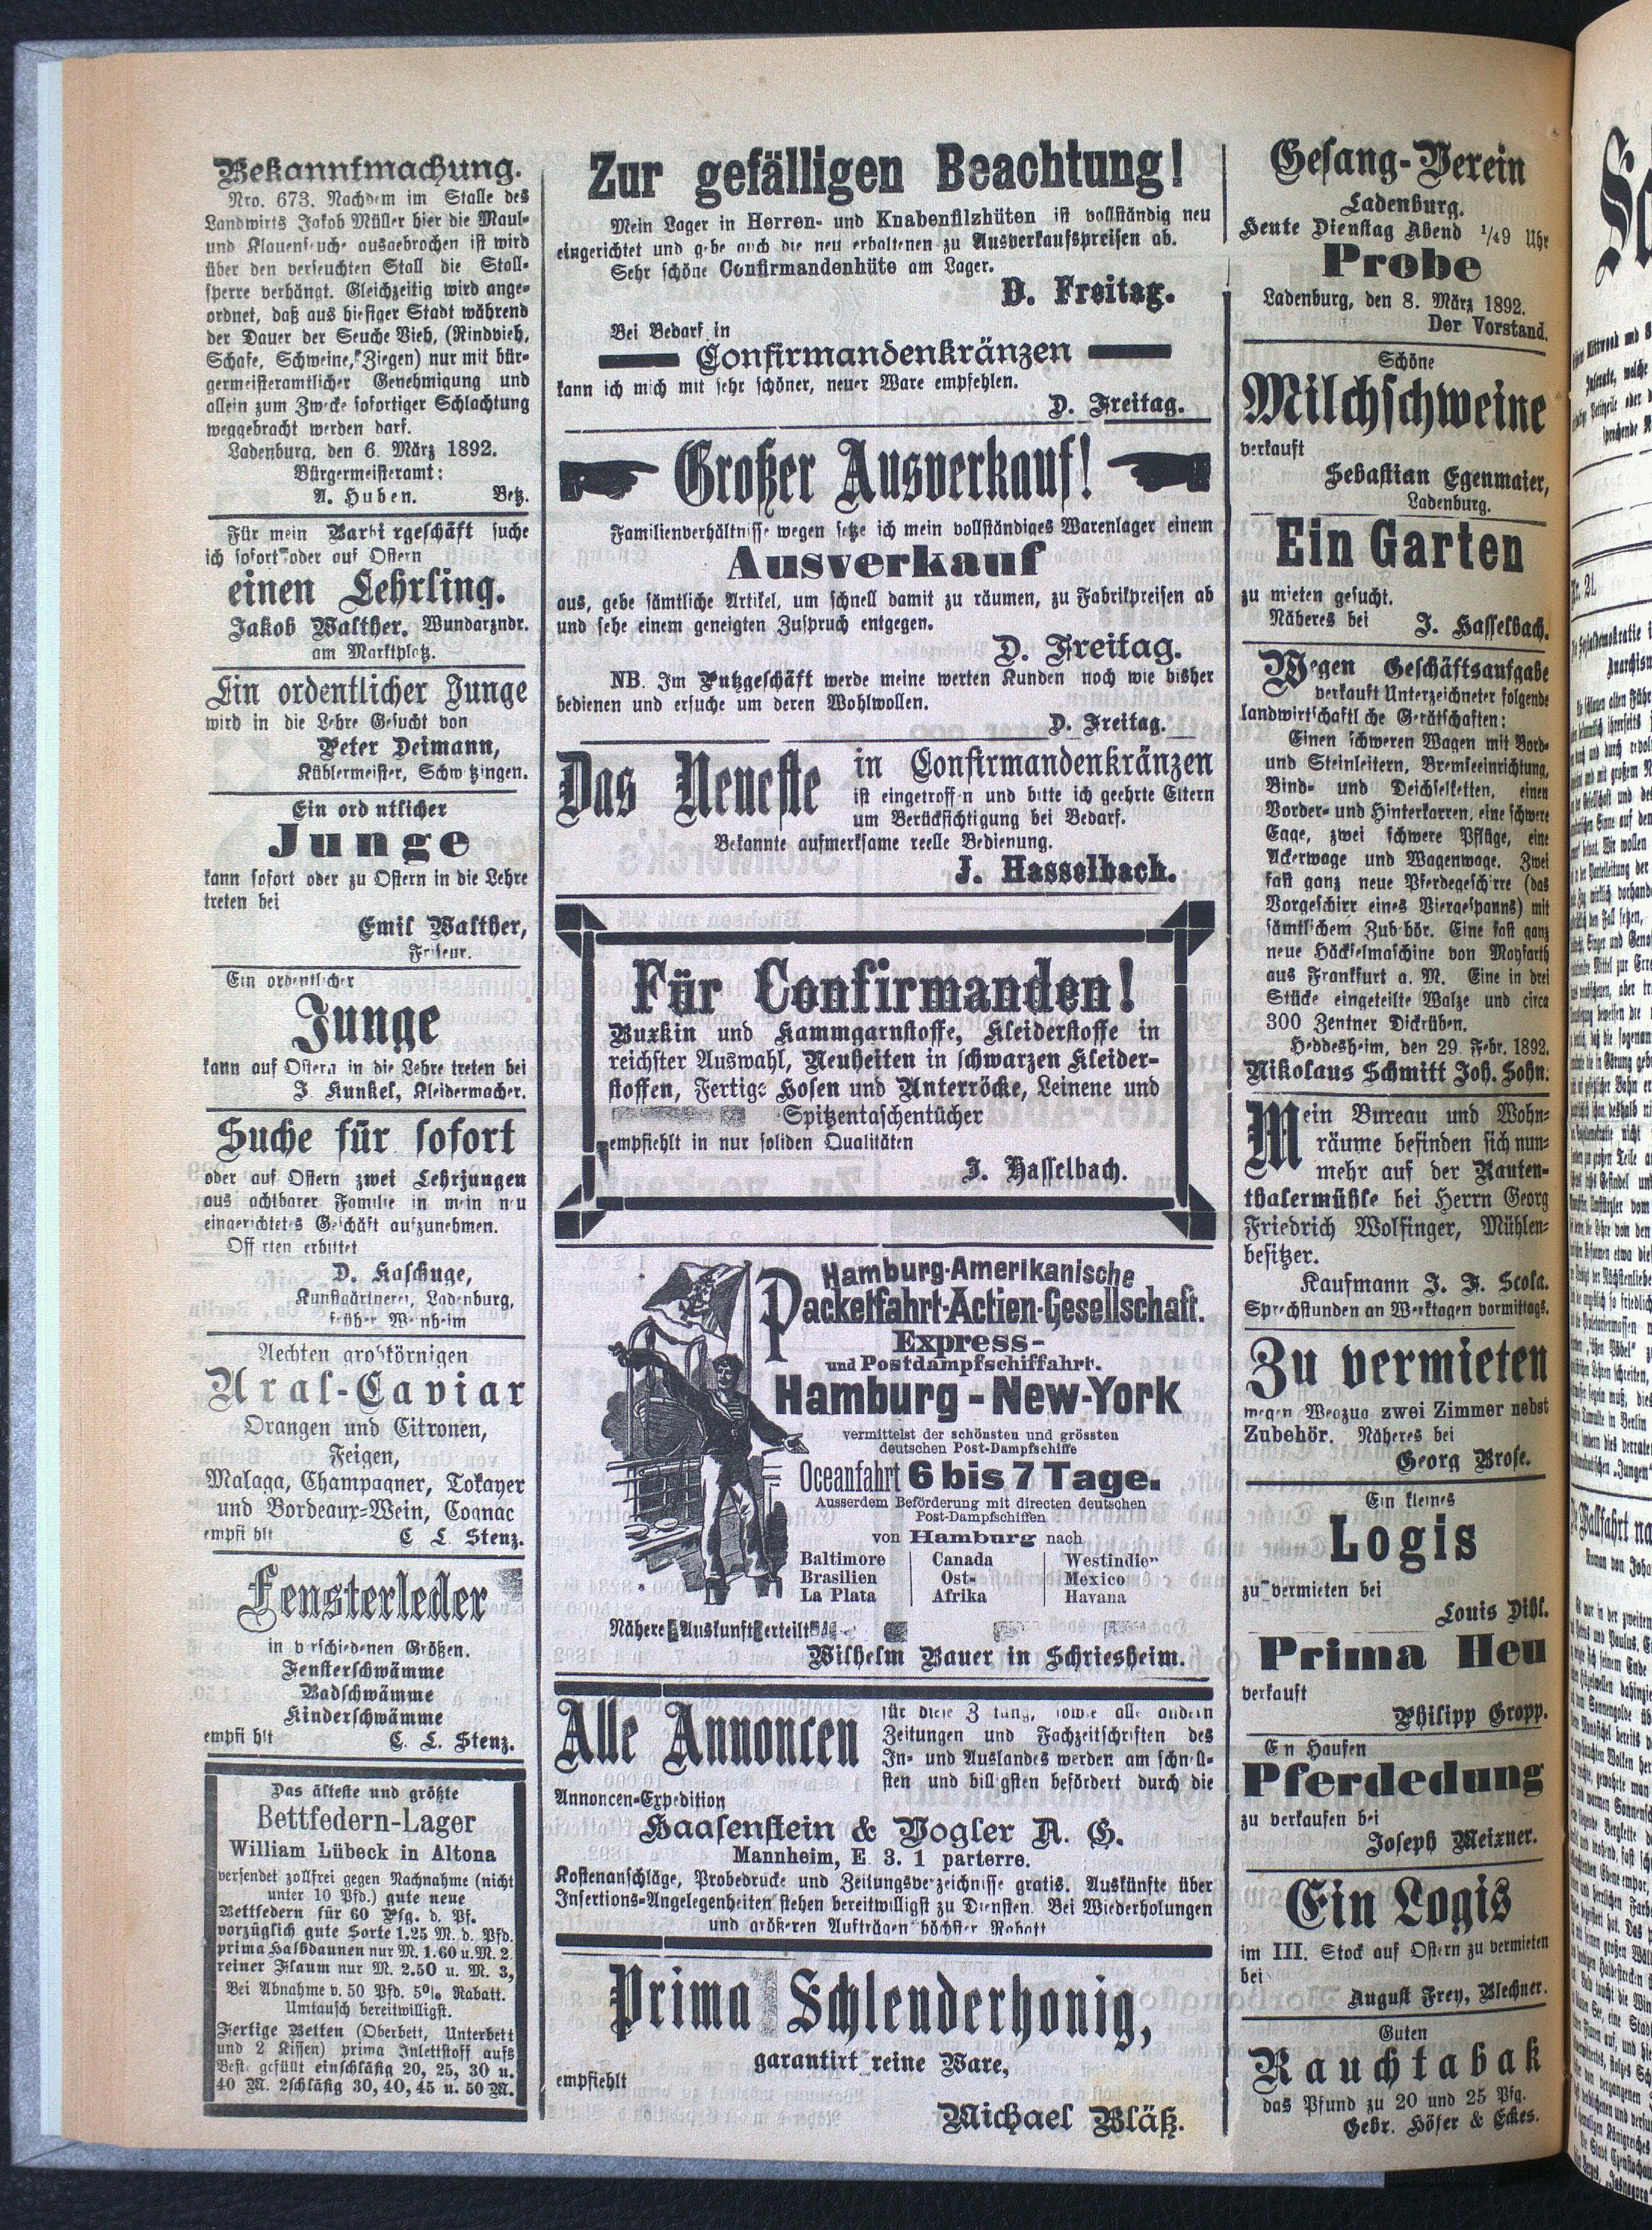 Bekanntmachung.
Nro. 673. Nachdem im Stalle des
Landwirts Jakob Müller hier die Maul-
und Klauenseuche ausgebrochen ist wird
über den verseuchten Stall die Stall-
sperre verhängt. Gleichzeitig wird ange-
ordnet, daß aus hiesiger Stadt während
der Dauer der Seuche Vieh, (Rindvieh,
Schafe, Schweine, Ziegen) nur mit bür-
germeisteramtlicher Genehmigung und
allein zum Zwecke sofortiger Schlachtung
weggebracht werden darf.
Ladenburg, den 6. März 1892.
Bürgermeisteramt:
A. Huben. Betz.
Für mein Barbiergeschäft suche
ich sofort oder auf Ostern
einen Lehrling.
Jakob Walther, Wundarzndr.
am Marktplatz.
Ein ordentlicher Junge
wird in die Lehre Gesucht von
Peter Deimann,
Küblermeister, Schwetzingen.
Ein ordentlicher
Junge
kann sofort oder zu Ostern in die Lehre
treten bei
Emil Walther,
Friseur.
Ein ordentlicher
Junge
kann auf Ostern in die Lehre treten bei
J. Kunkel, Kleidermacher.
Suche für sofort
oder auf Ostern zwei Lehrjungen
aus achtbarer Familie in mein neu
eingerichtetes Geschäft aufzunehmen.
Offerten erbittet
D. Kaschuge,
Kunstgärtnerei, Ladenburg,
früher Weinheim
Aechten großkörnigen
Aral-Caviar
Orangen und Citronen,
Feigen,
Malaga, Champagner, Tokayer
und Bordeaux-Wein, Cognac
empfiehlt C. L. Stenz.
Fensterleder
in verschiedenen Größen.
Fensterschwämme
Badschwämme
Kinderschwämme
empfiehlt C. L. Stenz.
Das älteste und größte
Bettfedern-Lager
William Lübeck in Altona
versendet zollfrei gegen Nachnahme (nicht
unter 10 Pfd.) gute neue
Bettfedern für 60 Pfg. d. Pf.
vorzüglich gute Sorte 1.25 M. d. Pfd.
prima Halbdaunen nur M. 1.60 u. M. 2.
reiner Flaum nur M. 2.50 u. M. 3,
Bei Abnahme v. 50 Pfd. 5% Rabatt.
Umtausch bereitwilligst.
Fertige Betten (Oberbett, Unterbett
und 2 Kissen) prima Inlettstoff aufs
Beste gefüllt einschläfig 20, 25, 30 u.
40 M. 2schläfig 30, 40, 45 u. 50 M.
Zur gefälligen Beachtung!
Mein Lager in Herren- und Knabenfilzhüten ist vollständig neu
eingerichtet und gebe auch die neu erhaltenen zu Ausverkaufspreisen ab.
Sehr schöne Confirmandenhüte am Lager.
D. Freitag.
Bei Bedarf in
Confirmandenkränzen
kann ich mich mit sehr schöner, neuer Ware empfehlen.
D. Freitag.
Großer Ausverkauf!
Familienverhältnisse wegen setze ich mein vollständiges Warenlager einem
Ausverkauf
aus, gebe sämtliche Artikel, um schnell damit zu räumen, zu Fabrikpreisen ab
und sehe einem geneigten Zuspruch entgegen.
D. Freitag.
NB. Im Putzgeschäft werde meine werten Kunden noch wie bisher
bedienen und ersuche um deren Wohlwollen.
D. Freitag.
Das Neueste in Confirmandenkränzen
ist eingetroffen und bitte ich geehrte Eltern
um Berücksichtigung bei Bedarf.
Bekannte aufmerksame reelle Bedienung.
J. Hasselbach.
Für Confirmanden!
Buxkin und Kammgarnstoffe, Kleiderstoffe in
reichster Auswahl, Neuheiten in schwarzen Kleider-
stoffen, Fertige Hosen und Unterröcke, Leinene und
Spitzentaschentücher
empfiehlt in nur soliden Qualitäten
J. Hasselbach.
Hamburg-Amerikanische
Packetfahrt-Actien-Gesellschaft.
Express-
und Postdampfschiffahrt.
Hamburg - New-York
vermittelst der schönsten und grössten
deutschen Post-Dampfschiffe
Oceanfahrt 6 bis 7 Tage.
Ausserdem Beförderung mit directen deutschen
Post-Dampfschiffen
von Hamburg nach
Baltimore Canada Westindien
Brasilien Ost- Mexico
La Plata Afrika Havana
Nähere Auskunft erteilt
Wilhelm Bauer in Schriesheim.
Alle Annoncen für diese Zeitung, sowie alle andern
Zeitungen und Fachzeitschriften des
In- und Auslandes werden am schnell-
sten und billigsten befördert durch die
Annoncen-Expedition
Haasenstein & Vogler A. G.
Mannheim, E. 3. 1 parterre.
Kostenanschläge, Probedrucke und Zeitungsverzeichnisse gratis. Auskünfte über
Insertions-Angelegenheiten stehen bereitwilligst zu Diensten. Bei Wiederholungen
und größeren Aufträgen höchster Rabatt
Prima Schlenderhonig,
garantirt reine Ware,
empfiehlt
Michael Bläß.
Gesang-Verein
Ladenburg.
Heute Dienstag Abend 1/49 Uhr
Probe
Ladenburg, den 8. März 1892.
Der Vorstand.
Schöne
Milchschweine
verkauft
Sebastian Egenmaier,
Ladenburg.
Ein Garten
zu mieten gesucht.
Näheres bei J. Hasselbach.
Wegen Geschäftsaufgabe
verkauft Unterzeichneter folgende
landwirtschaftliche Gerätschaften:
Einen schweren Wagen mit Bord-
und Steinleitern, Bremseeinrichtung,
Bind- und Deichselketten, einen
Vorder- und Hinterkarren, eine schwere
Egge, zwei schwere Pflüge, eine
Ackerwage und Wagenwage. Zwei
fast ganz neue Pferdegeschirre (das
Vorgeschirr eines Viergespanns) mit
sämtlichem Zubehör. Eine fast ganz
neue Häckselmaschine von Mayfarth
aus Frankfurt a. M. Eine in drei
Stücke eingeteilte Walze und circa
300 Zentner Dickrüben.
Heddesheim, den 29. Febr. 1892.
Nikolaus Schmitt Joh. Sohn.
Mein Bureau und Wohn-
räume befinden sich nun-
mehr auf der Rauten-
thalermühle bei Herrn Georg
Friedrich Wolfinger, Mühlen-
besitzer.
Kaufmann J. F. Scola.
Sprechstunden an Werktagen vormittags.
Zu vermieten
wegen Wegzug zwei Zimmer nebst
Zubehör. Näheres bei
Georg Brose.
Ein kleines
Logis
zu vermieten bei
Louis Dihl.
Prima Heu
verkauft
Philipp Gropp.
Ein Haufen
Pferdedung
zu verkaufen bei
Joseph Meixner.
Ein Logis
im III. Stock auf Ostern zu vermieten
bei
August Frey, Blechner.
Guten
Rauchtabak
das Pfund zu 20 und 25 Pfg.
Gebr. Höfer & Eckes.